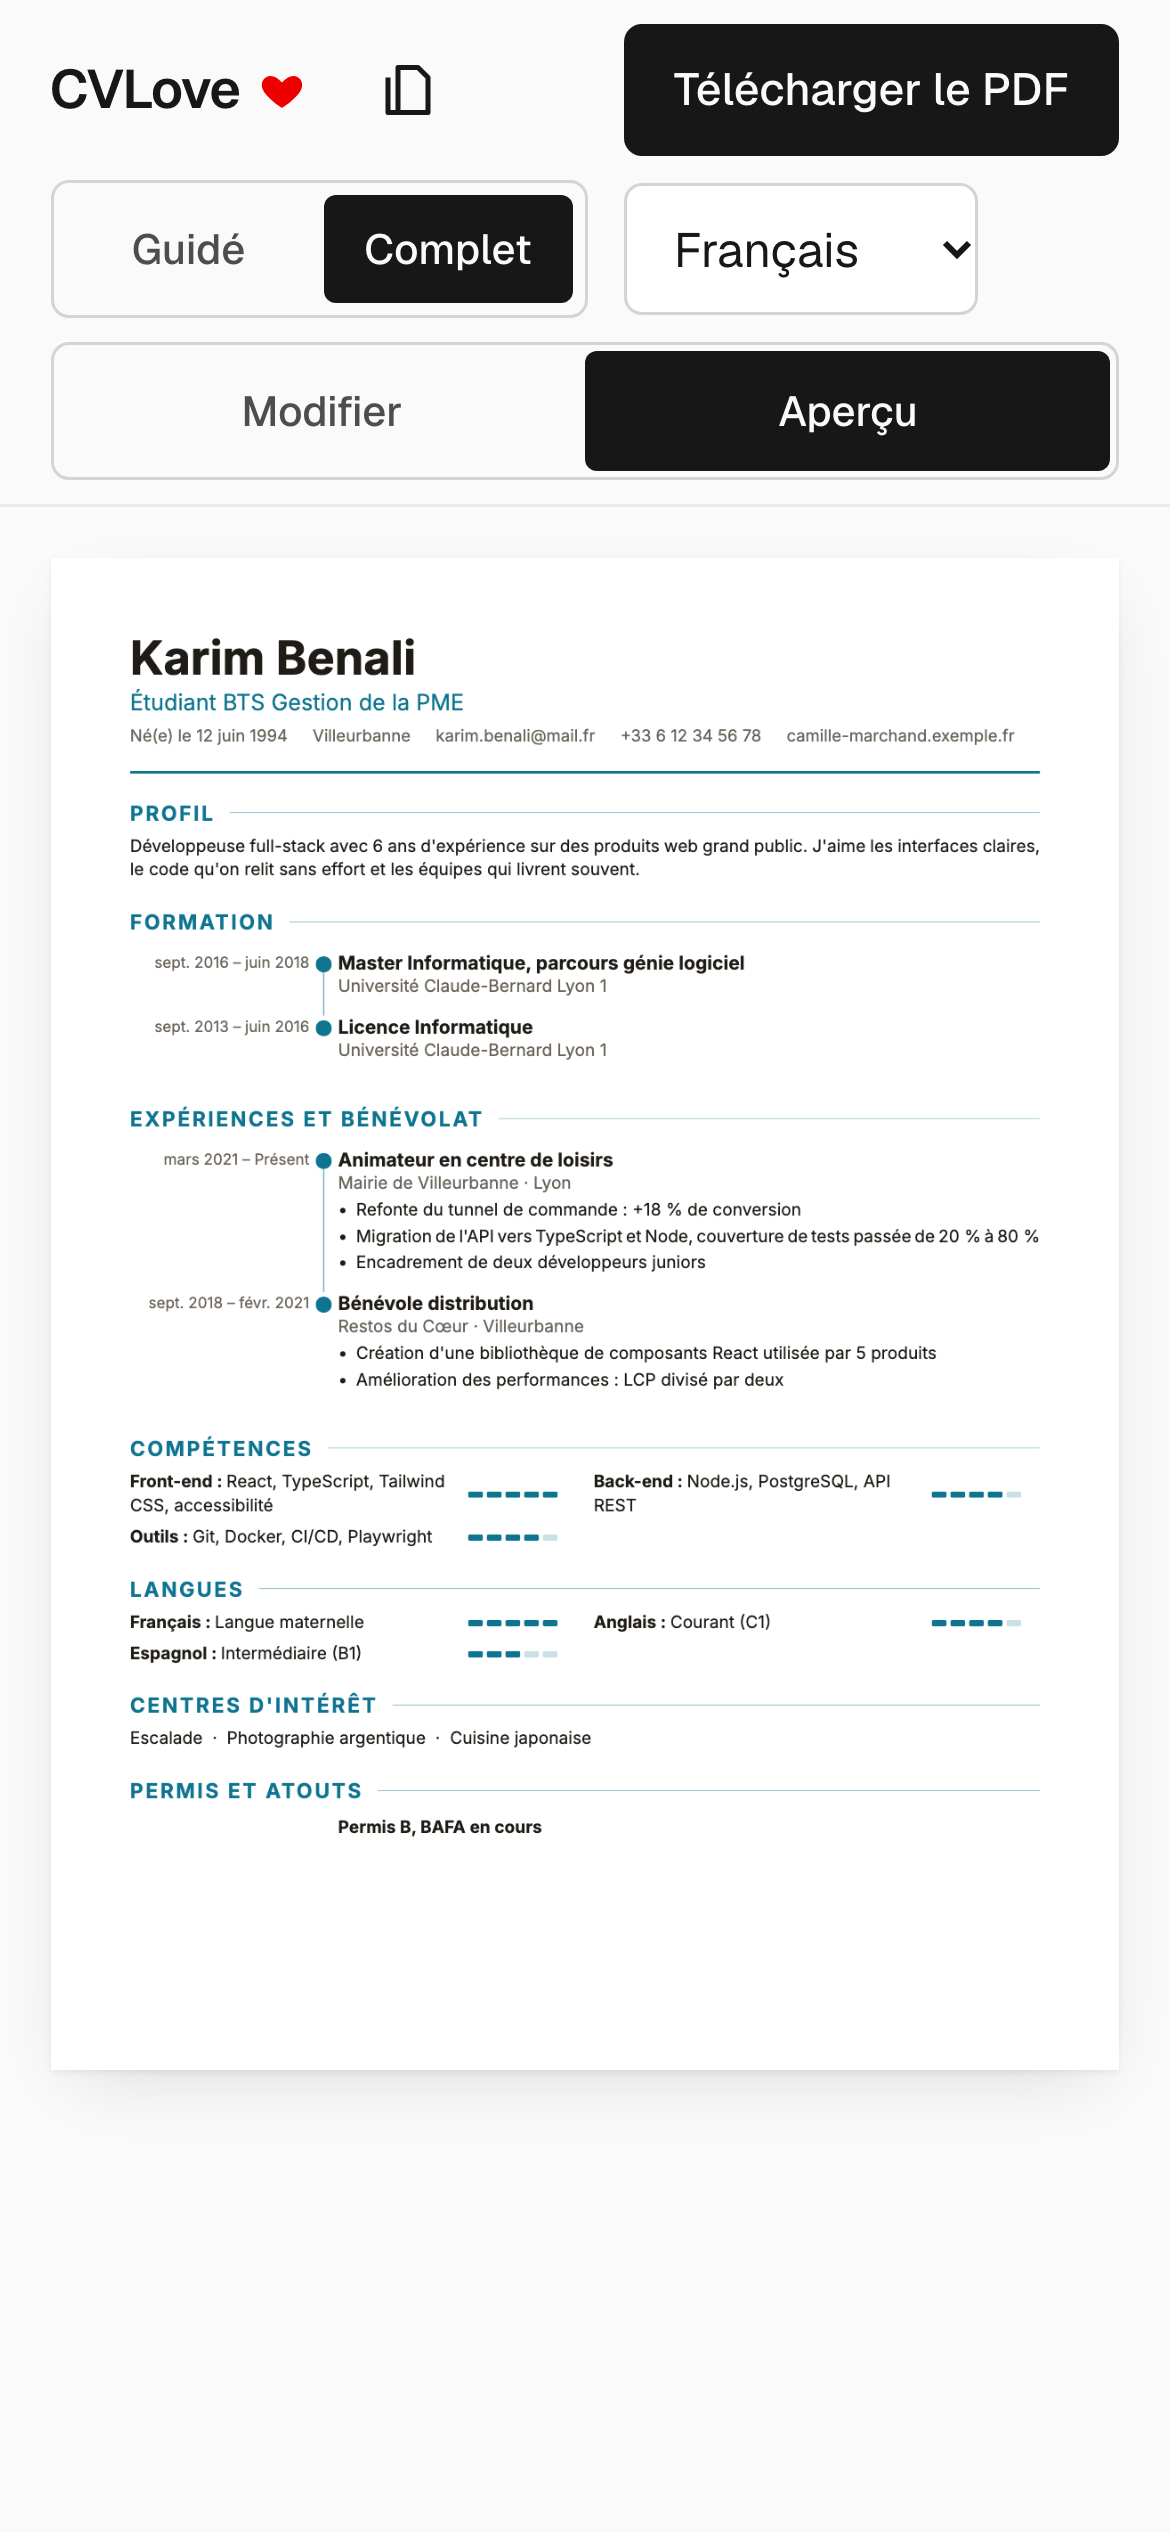 CVLove
Télécharger le PDF
Guidé
Complet
Français
Modifier
Aperçu
Karim Benali
Étudiant BTS Gestion de la PME
Né(e) le 12 juin 1994 Villeurbanne karim.benali@mail.fr +33 6 12 34 56 78 camille-marchand.exemple.fr
PROFIL
Développeuse full-stack avec 6 ans d'expérience sur des produits web grand public. J'aime les interfaces claires,
le code qu'on relit sans effort et les équipes qui livrent souvent.
FORMATION
sept. 2016 – juin 2018 Master Informatique, parcours génie logiciel
Université Claude-Bernard Lyon 1
sept. 2013 – juin 2016 Licence Informatique
Université Claude-Bernard Lyon 1
EXPÉRIENCES ET BÉNÉVOLAT
mars 2021 – Présent Animateur en centre de loisirs
Mairie de Villeurbanne · Lyon
• Refonte du tunnel de commande : +18 % de conversion
• Migration de l'API vers TypeScript et Node, couverture de tests passée de 20 % à 80 %
• Encadrement de deux développeurs juniors
sept. 2018 – févr. 2021 Bénévole distribution
Restos du Cœur · Villeurbanne
• Création d'une bibliothèque de composants React utilisée par 5 produits
• Amélioration des performances : LCP divisé par deux
COMPÉTENCES
Front-end : React, TypeScript, Tailwind
CSS, accessibilité
Back-end : Node.js, PostgreSQL, API
REST
Outils : Git, Docker, CI/CD, Playwright
LANGUES
Français : Langue maternelle
Anglais : Courant (C1)
Espagnol : Intermédiaire (B1)
CENTRES D'INTÉRÊT
Escalade · Photographie argentique · Cuisine japonaise
PERMIS ET ATOUTS
Permis B, BAFA en cours